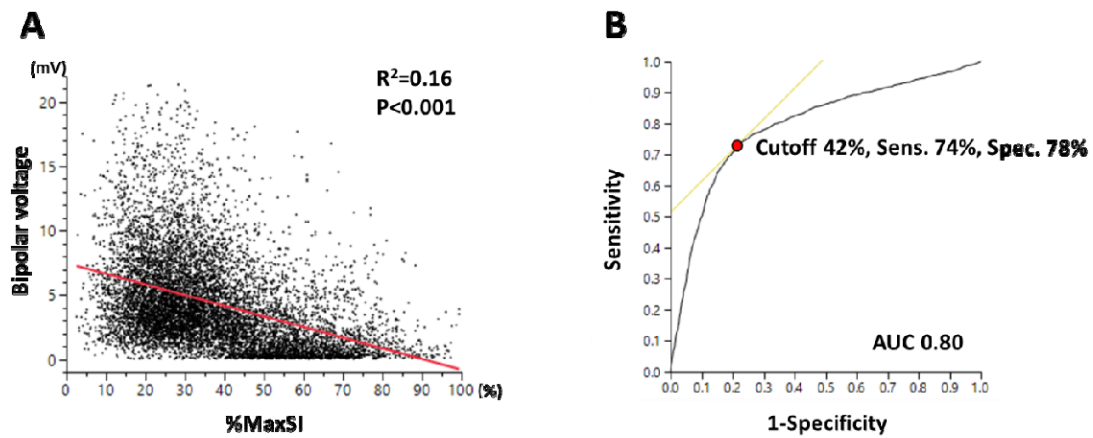 A
(mV)
R²=0.16
P<0.001
20
15
10
5
0
Bipolar voltage
0 10 20 30 40 50 60 70 80 90 100 (%)
%MaxSI
B
1.0
0.9
0.8
0.7
0.6
0.5
0.4
0.3
0.2
0.1
0.0
Sensitivity
Cutoff 42%, Sens. 74%, Spec. 78%
AUC 0.80
0.0 0.1 0.2 0.3 0.4 0.5 0.6 0.7 0.8 0.9 1.0
1-Specificity